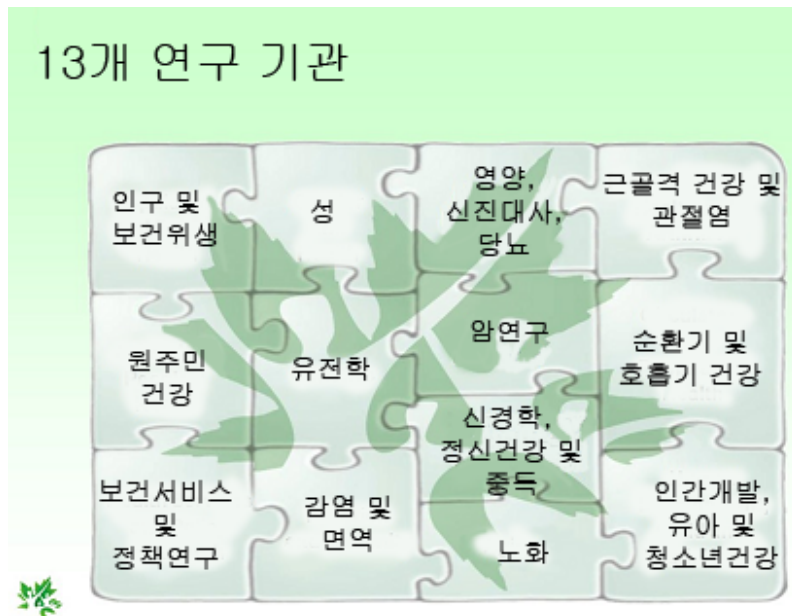 13개 연구 기관
인구 및
보건위생
성
영양,
신진대사,
당뇨
근골격 건강 및
관절염
원주민
건강
유전학
암연구
순환기 및
호흡기 건강
신경학,
정신건강 및
중득
보건서비스
및
정책연구
감염 및
면역
노화
인간개발,
유아 및
청소년건강